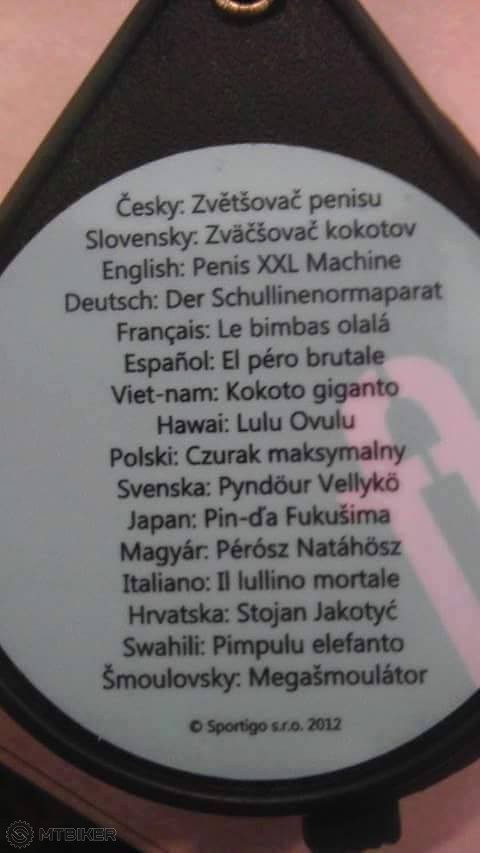 Česky: Zvětšovač penisu
Slovensky: Zväčšovač kokotov
English: Penis XXL Machine
Deutsch: Der Schullinenormaparat
Français: Le bimbas olalá
Español: El péro brutale
Viet-nam: Kokoto giganto
Hawai: Lulu Ovulu
Polski: Czurak maksymalny
Svenska: Pyndöur Vellykö
Japan: Pin-ďa Fukušima
Magyár: Pérósz Natáhösz
Italiano: Il lullino mortale
Hrvatska: Stojan Jakotyć
Swahili: Pimpulu elefanto
Šmoulovsky: Megašmoulátor
© Sportigo s.r.o. 2012
MTBIKER